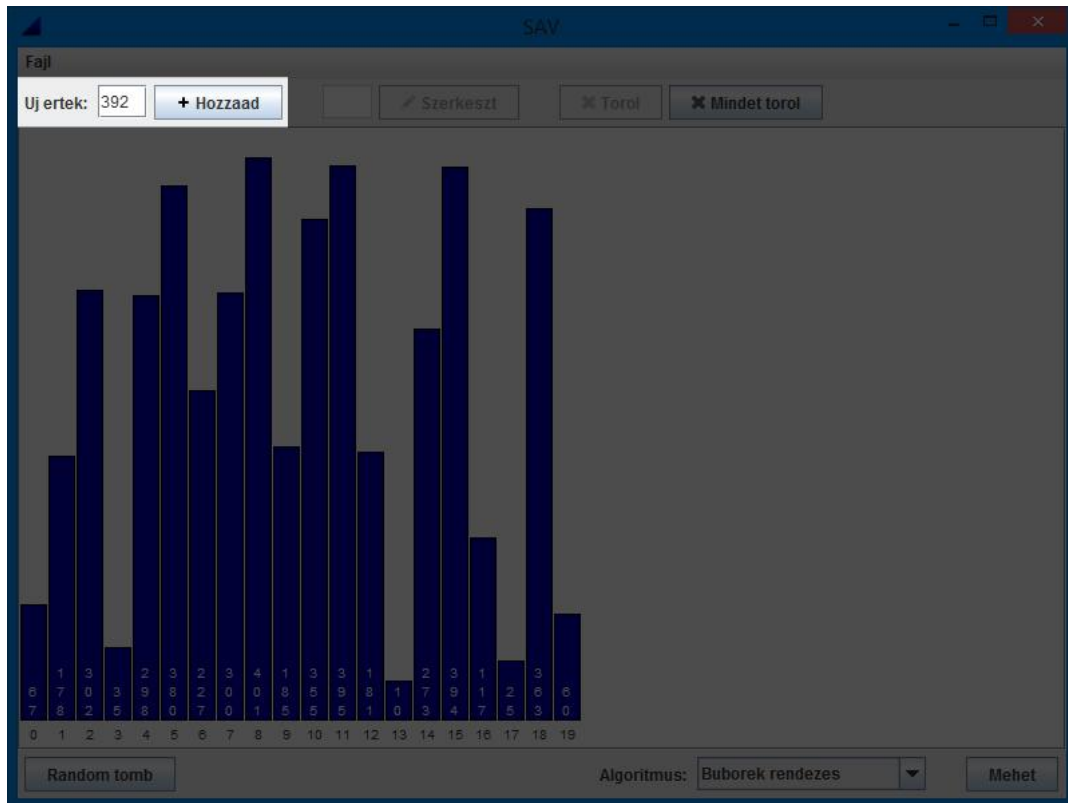 SAV
Fajl
Uj ertek: 392 + Hozzaad Szerkeszt Torol Mindet torol
67 178 302 35 298 380 227 300 401 185 355 395 181 10 273 394 117 25 363 60
0 1 2 3 4 5 6 7 8 9 10 11 12 13 14 15 16 17 18 19
Random tomb Algoritmus: Buborek rendezes Mehet